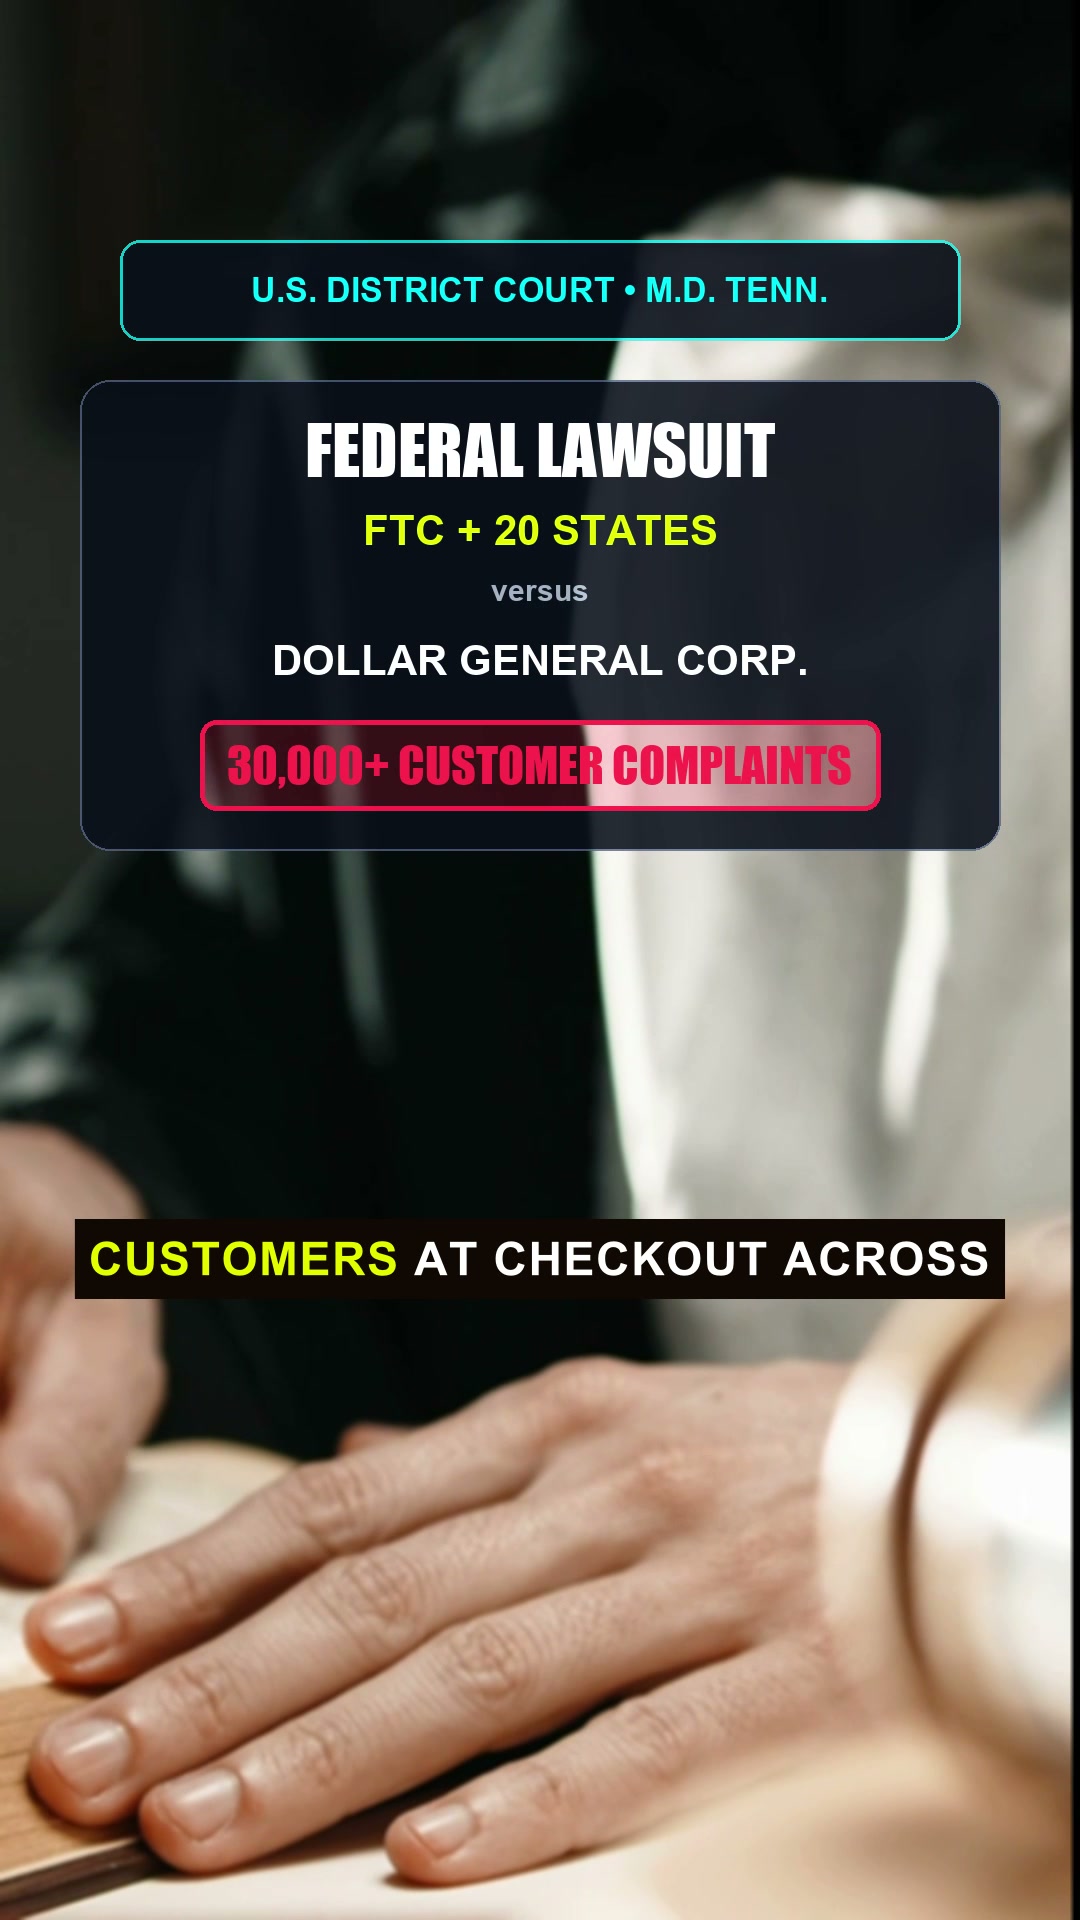 U.S. DISTRICT COURT • M.D. TENN.
FEDERAL LAWSUIT
FTC + 20 STATES
versus
DOLLAR GENERAL CORP.
30,000+ CUSTOMER COMPLAINTS
CUSTOMERS AT CHECKOUT ACROSS